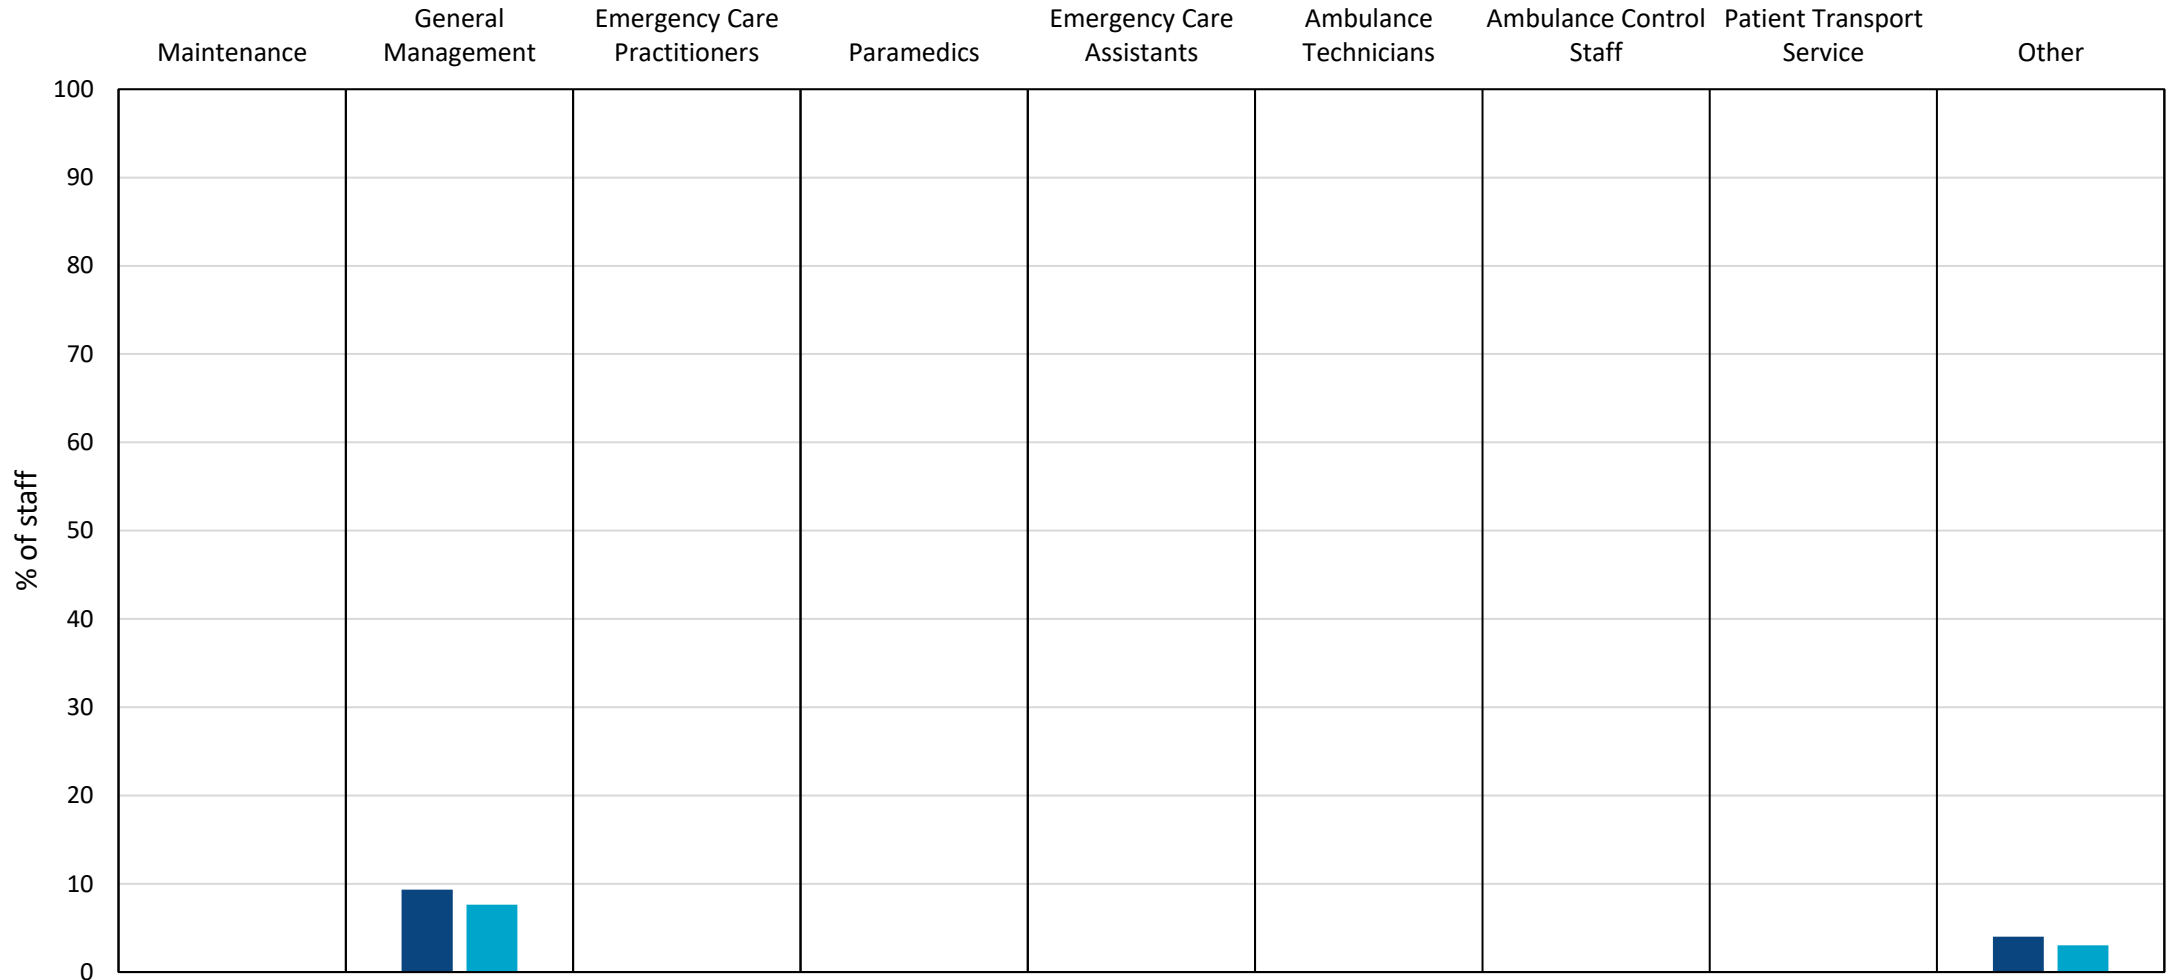 Maintenance
General
Management
Emergency Care
Practitioners
Paramedics
Emergency Care
Assistants
Ambulance
Technicians
Ambulance Control
Staff
Patient Transport
Service
Other
% of staff
100
90
80
70
60
50
40
30
20
10
0